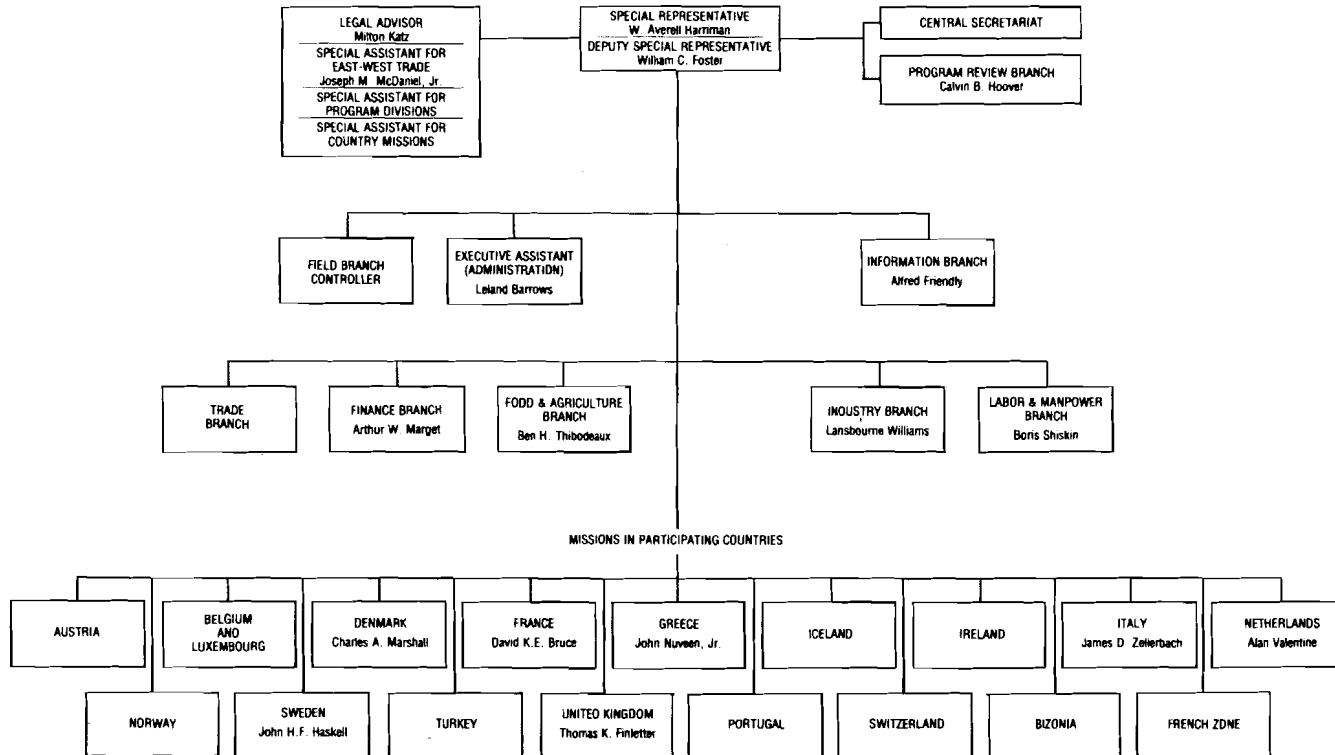 LEGAL ADVISOR
Milton Katz
SPECIAL ASSISTANT FOR
EAST-WEST TRADE
Joseph M. McDaniel, Jr.
SPECIAL ASSISTANT FOR
PROGRAM DIVISIONS
SPECIAL ASSISTANT FOR
COUNTRY MISSIONS
SPECIAL REPRESENTATIVE
W. Averell Harriman
DEPUTY SPECIAL REPRESENTATIVE
William C. Foster
CENTRAL SECRETARIAT
PROGRAM REVIEW BRANCH
Calvin B. Hoover
FIELD BRANCH
CONTROLLER
EXECUTIVE ASSISTANT
(ADMINISTRATION)
Leland Barrows
INFORMATION BRANCH
Alfred Friendly
TRADE
BRANCH
FINANCE BRANCH
Arthur W. Marget
FOOD & AGRICULTURE
BRANCH
Ben H. Thibodeaux
INDUSTRY BRANCH
Lansbourne Williams
LABOR & MANPOWER
BRANCH
Boris Shiskin
MISSIONS IN PARTICIPATING COUNTRIES
AUSTRIA
BELGIUM
AND
LUXEMBOURG
DENMARK
Charles A. Marshall
FRANCE
David K.E. Bruce
GREECE
John Nuveen, Jr.
ICELAND
IRELAND
ITALY
James D. Zellerbach
NETHERLANDS
Alan Valentine
NORWAY
SWEDEN
John H.F. Haskell
TURKEY
UNITED KINGDOM
Thomas K. Finletter
PORTUGAL
SWITZERLAND
BIZONIA
FRENCH ZONE